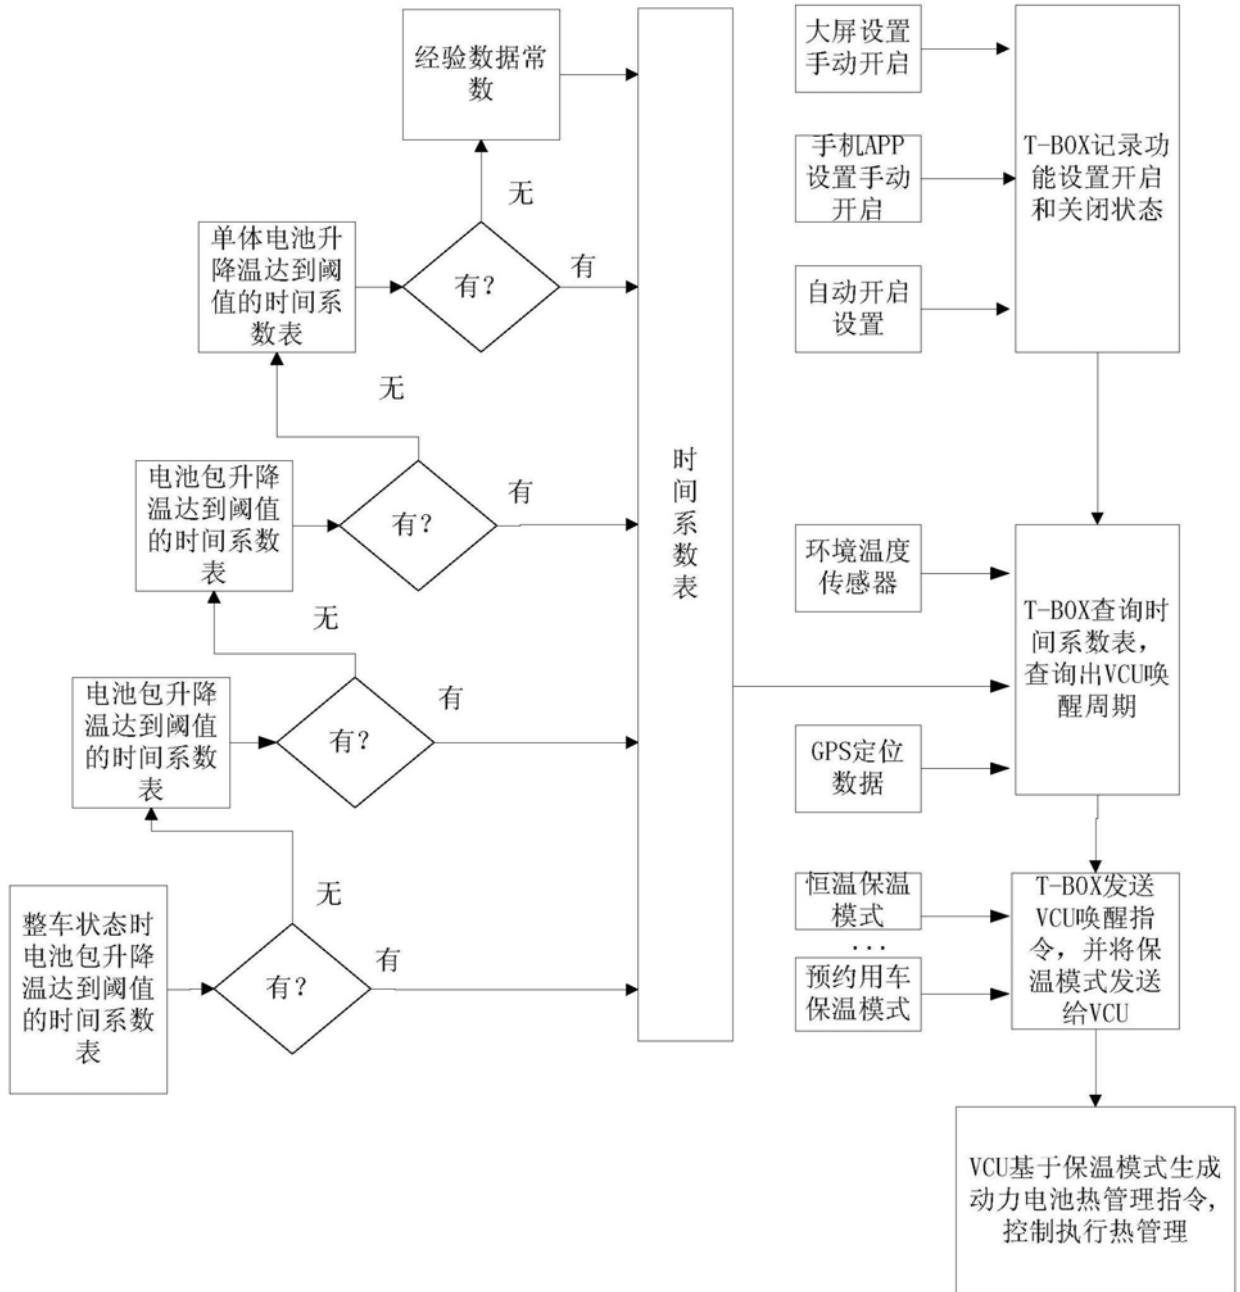 经验数据常
数
无
单体电池升
降温达到阈
值的时间系
数表
有?
有
无
电池包升降
温达到阈值
的时间系数
表
有?
有
无
电池包升降
温达到阈值
的时间系数
表
有?
有
无
整车状态时
电池包升降
温达到阈值
的时间系数
表
有?
有
时
间
系
数
表
大屏设置
手动开启
手机APP
设置手动
开启
自动开启
设置
T-BOX记录功
能设置开启
和关闭状态
环境温度
传感器
GPS定位
数据
T-BOX查询时
间系数表，
查询出VCU唤
醒周期
恒温保温
模式
...
预约用车
保温模式
T-BOX发送
VCU唤醒指
令，并将保
温模式发送
给VCU
VCU基于保温模式生成
动力电池热管理指令，
控制执行热管理